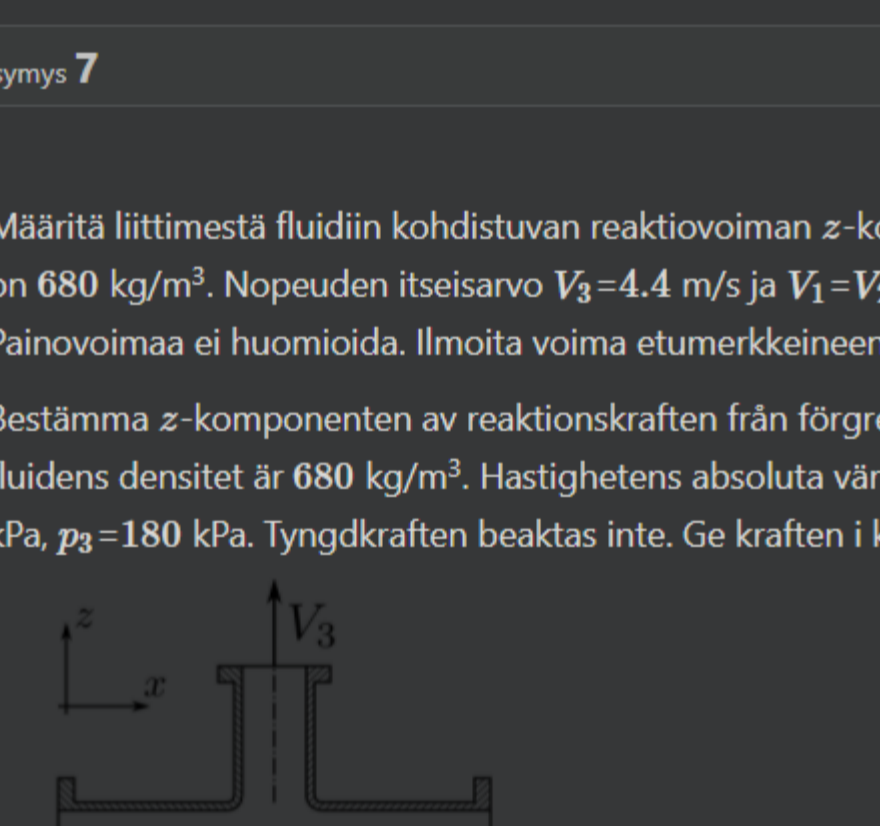 symys 7
Määritä liittimestä fluidiin kohdistuvan reaktiovoiman z-ko
on 680 kg/m³. Nopeuden itseisarvo V₃=4.4 m/s ja V₁=V
Painovoimaa ei huomioida. Ilmoita voima etumerkkeineen
Bestämma z-komponenten av reaktionskraften från förgre
fluidens densitet är 680 kg/m³. Hastighetens absoluta vär
kPa, p₃=180 kPa. Tyngdkraften beaktas inte. Ge kraften i k
z
V₃
x